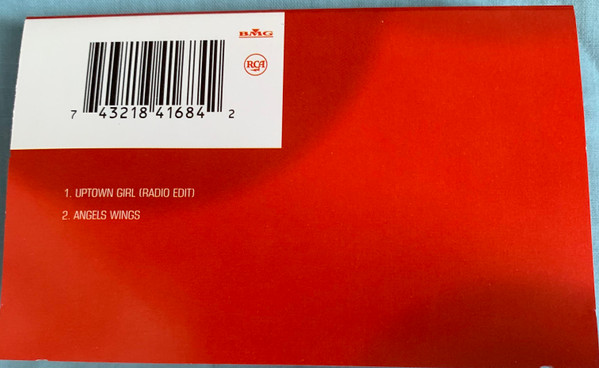 BMG
RCA
7 43218 41684 2
1. UPTOWN GIRL (RADIO EDIT)
2. ANGELS WINGS